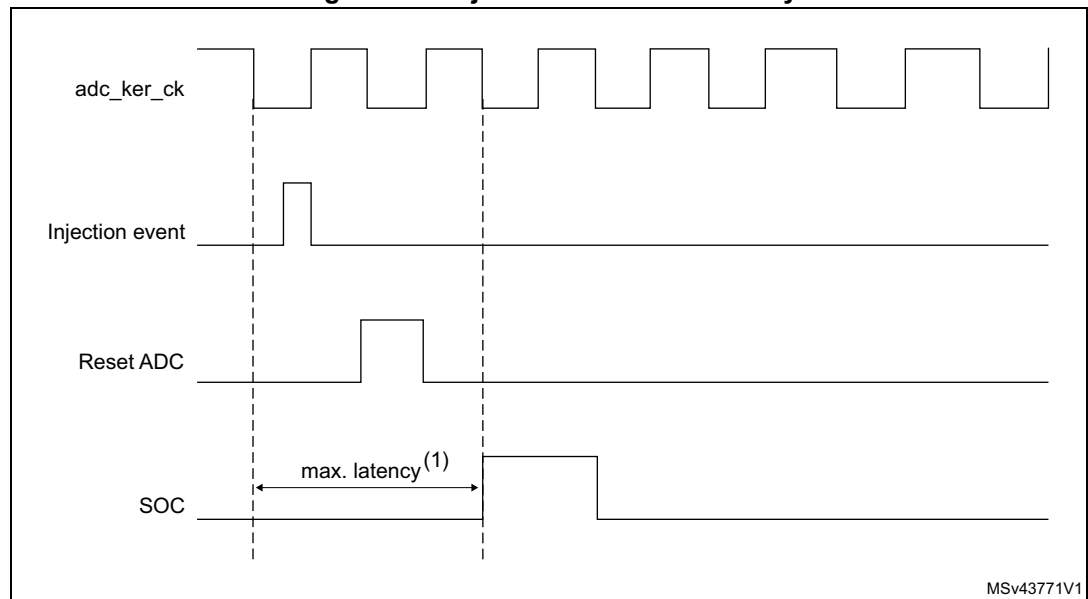 adc_ker_ck
Injection event
Reset ADC
max. latency(1)
SOC
MSv43771V1